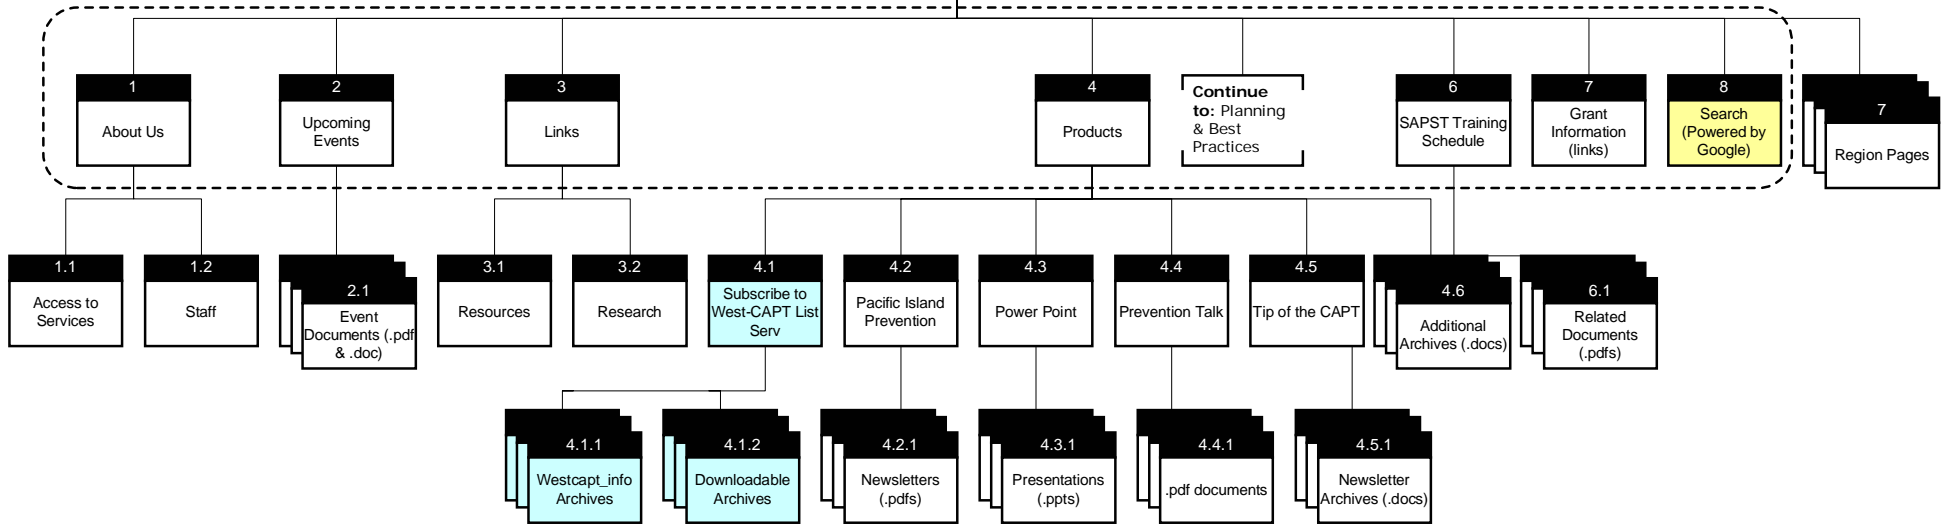 1
About Us
2
Upcoming
Events
3
Links
4
Products
Continue
to: Planning
& Best
Practices
6
SAPST Training
Schedule
7
Grant
Information
(links)
8
Search
(Powered by
Google)
7
Region Pages
1.1
Access to
Services
1.2
Staff
2.1
Event
Documents (.pdf
& .doc)
3.1
Resources
3.2
Research
4.1
Subscribe to
West-CAPT List
Serv
4.2
Pacific Island
Prevention
4.3
Power Point
4.4
Prevention Talk
4.5
Tip of the CAPT
4.6
Additional
Archives (.docs)
6.1
Related
Documents
(.pdfs)
4.1.1
Westcapt_info
Archives
4.1.2
Downloadable
Archives
4.2.1
Newsletters
(.pdfs)
4.3.1
Presentations
(.ppts)
4.4.1
.pdf documents
4.5.1
Newsletter
Archives (.docs)